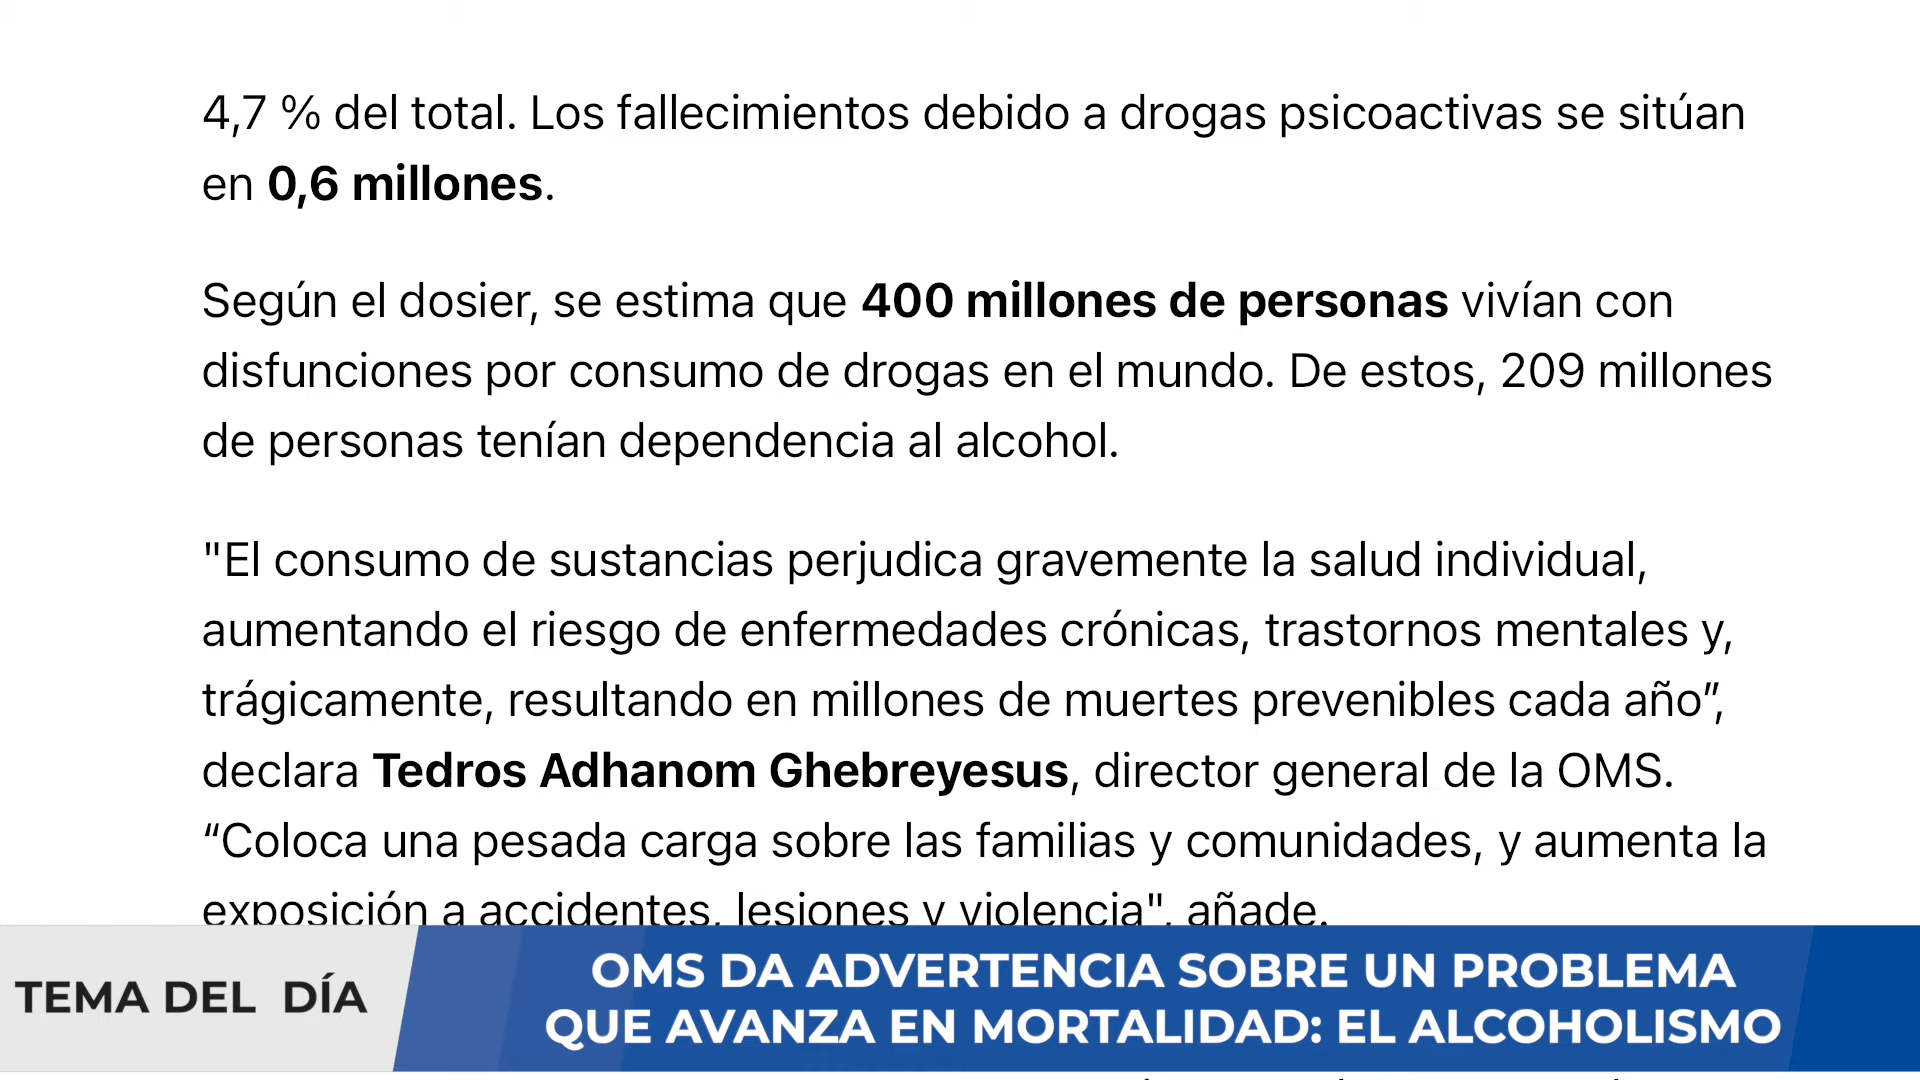 4,7 % del total. Los fallecimientos debido a drogas psicoactivas se sitúan
en 0,6 millones.
Según el dosier, se estima que 400 millones de personas vivían con
disfunciones por consumo de drogas en el mundo. De estos, 209 millones
de personas tenían dependencia al alcohol.
"El consumo de sustancias perjudica gravemente la salud individual,
aumentando el riesgo de enfermedades crónicas, trastornos mentales y,
trágicamente, resultando en millones de muertes prevenibles cada año”,
declara Tedros Adhanom Ghebreyesus, director general de la OMS.
“Coloca una pesada carga sobre las familias y comunidades, y aumenta la
exposición a accidentes, lesiones y violencia", añade.
TEMA DEL DÍA
OMS DA ADVERTENCIA SOBRE UN PROBLEMA
QUE AVANZA EN MORTALIDAD: EL ALCOHOLISMO